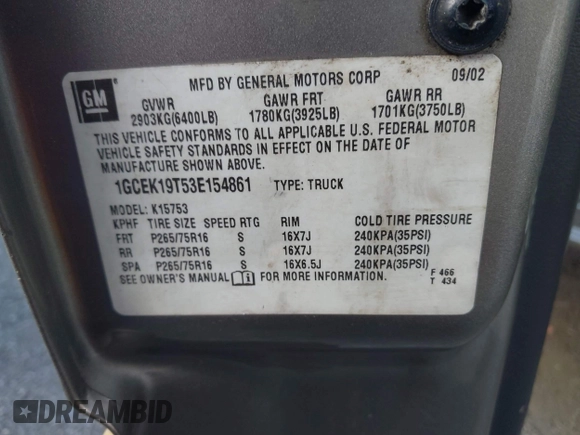 GM
MFD BY GENERAL MOTORS CORP 09/02
GVWR GAWR FRT GAWR RR
2903KG(6400LB) 1780KG(3925LB) 1701KG(3750LB)
THIS VEHICLE CONFORMS TO ALL APPLICABLE U.S. FEDERAL MOTOR
VEHICLE SAFETY STANDARDS IN EFFECT ON THE DATE OF
MANUFACTURE SHOWN ABOVE.
1GCEK19T53E154861 TYPE: TRUCK
MODEL: K15753
KPHF TIRE SIZE SPEED RTG RIM COLD TIRE PRESSURE
FRT P265/75R16 S 16X7J 240KPA(35PSI)
RR P265/75R16 S 16X7J 240KPA(35PSI)
SPA P265/75R16 S 16X6.5J 240KPA(35PSI)
SEE OWNER'S MANUAL FOR MORE INFORMATION.
F 466
T 434
DREAMBID